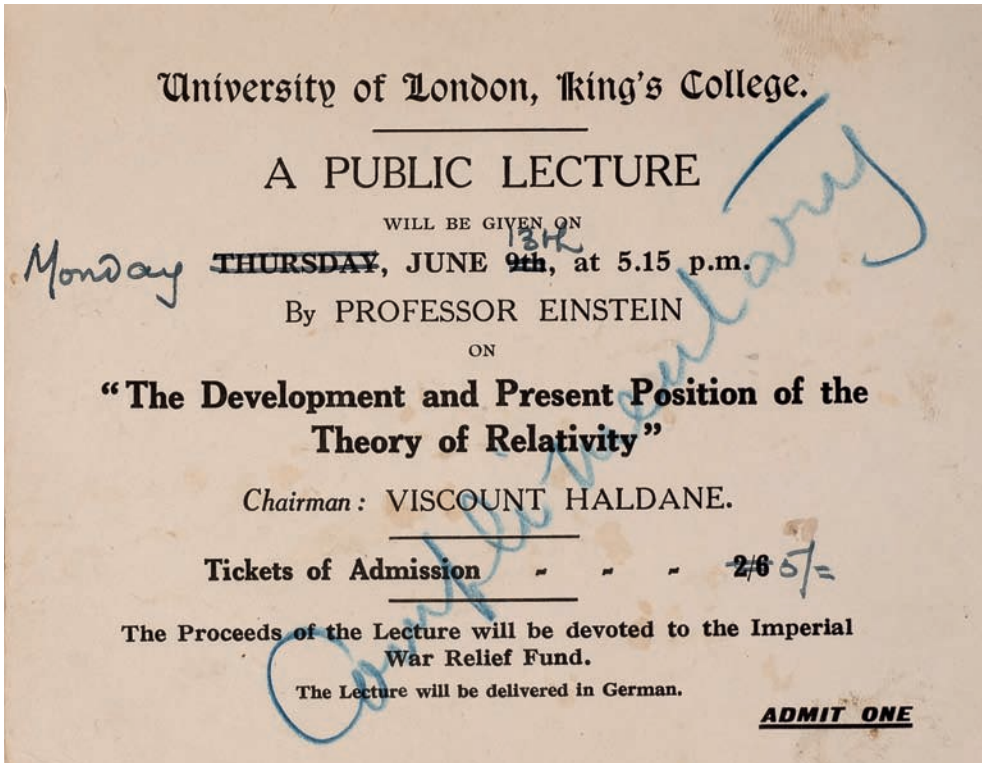 University of London, King's College.
A PUBLIC LECTURE
WILL BE GIVEN ON
13th
Monday THURSDAY, JUNE 9th, at 5.15 p.m.
By PROFESSOR EINSTEIN
ON
“The Development and Present Position of the
Theory of Relativity”
Chairman: VISCOUNT HALDANE.
Tickets of Admission - - - 2/6 5/=
The Proceeds of the Lecture will be devoted to the Imperial
War Relief Fund.
The Lecture will be delivered in German.
ADMIT ONE
Complimentary